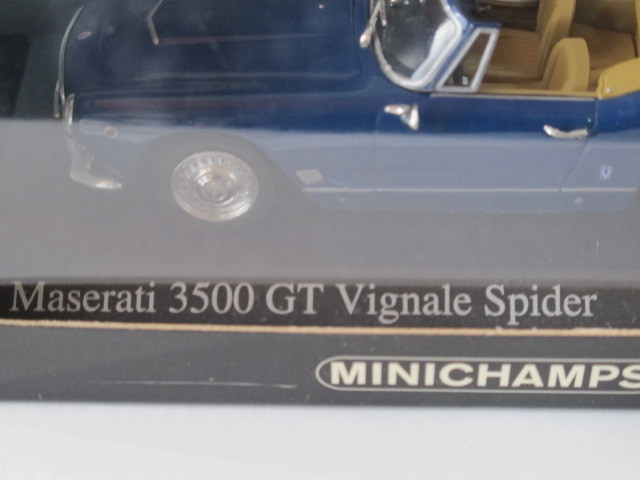 Maserati 3500 GT Vignale Spider
MINICHAMPS